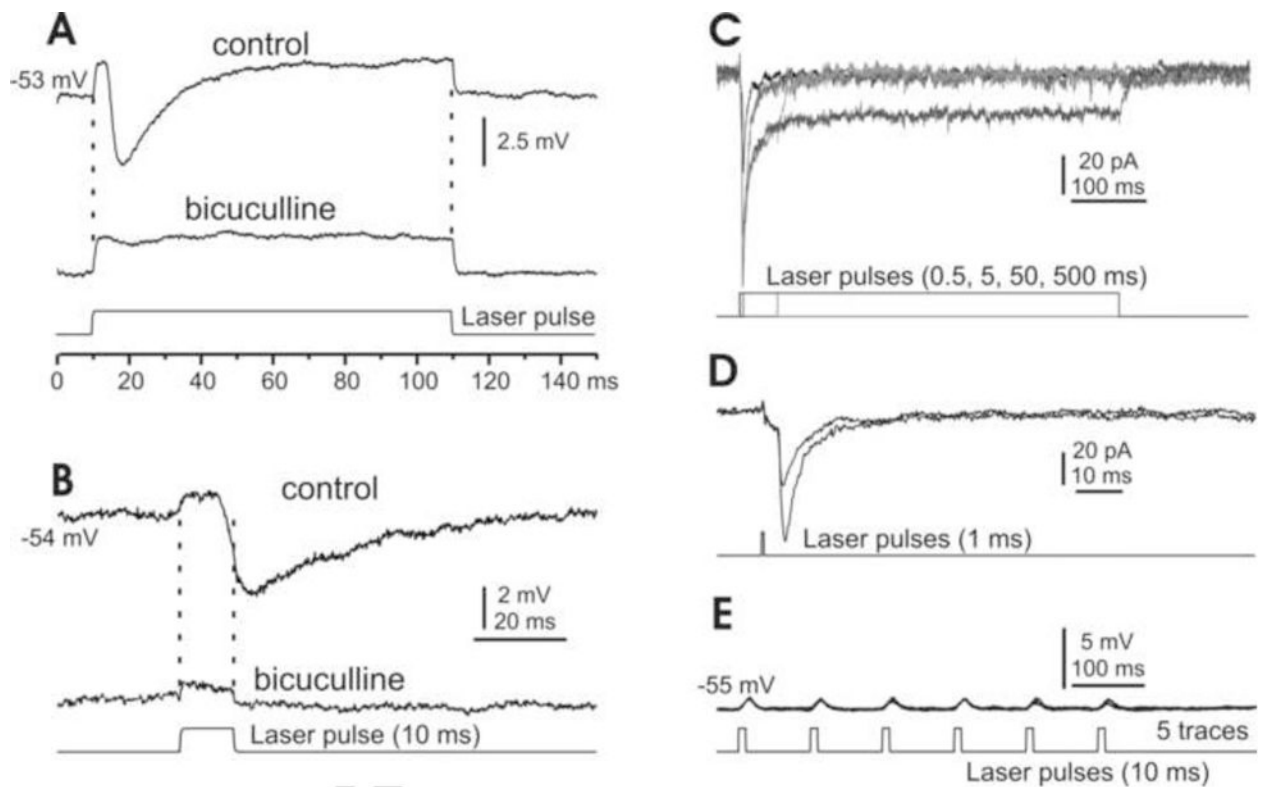 A
control
-53 mV
2.5 mV
bicuculline
Laser pulse
0 20 40 60 80 100 120 140 ms
B
control
-54 mV
2 mV
20 ms
bicuculline
Laser pulse (10 ms)
C
20 pA
100 ms
Laser pulses (0.5, 5, 50, 500 ms)
D
20 pA
10 ms
Laser pulses (1 ms)
E
5 mV
100 ms
-55 mV
5 traces
Laser pulses (10 ms)